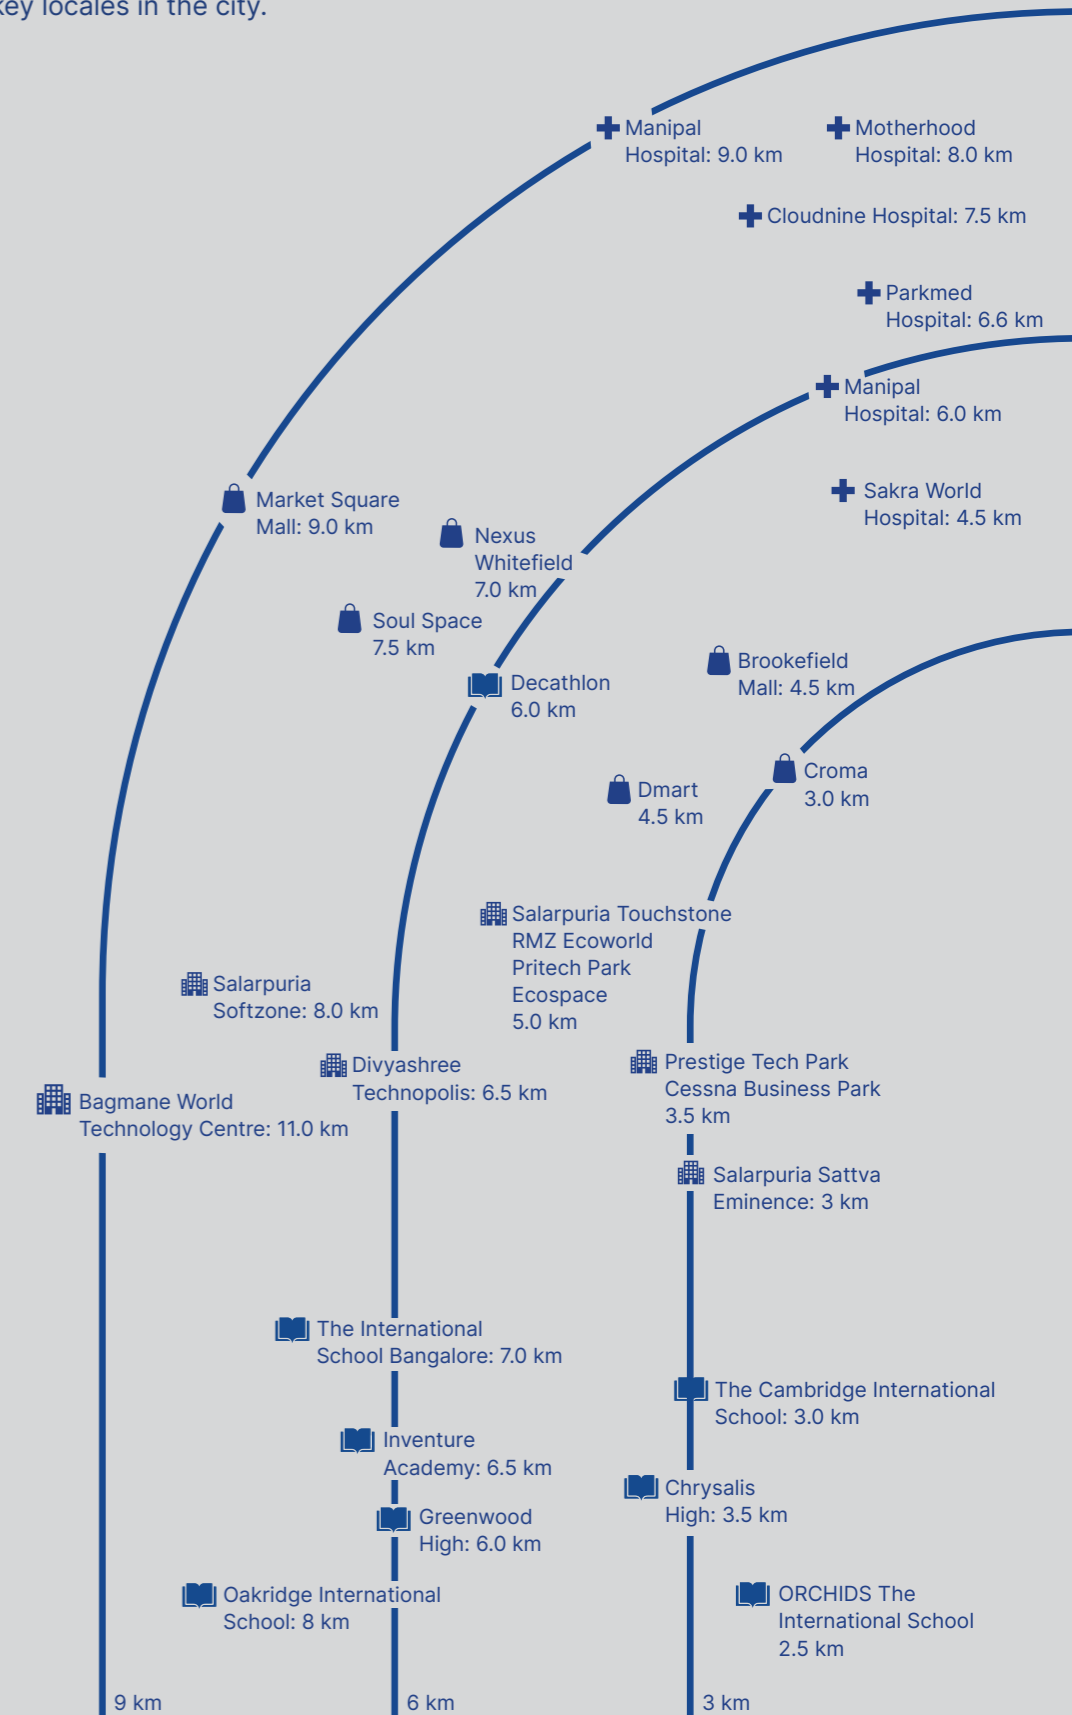 key locales in the city.
Manipal
Hospital: 9.0 km
Motherhood
Hospital: 8.0 km
Cloudnine Hospital: 7.5 km
Parkmed
Hospital: 6.6 km
Manipal
Hospital: 6.0 km
Sakra World
Hospital: 4.5 km
Market Square
Mall: 9.0 km
Nexus
Whitefield
7.0 km
Soul Space
7.5 km
Decathlon
6.0 km
Brookefield
Mall: 4.5 km
Croma
3.0 km
Dmart
4.5 km
Salarpuria Touchstone
RMZ Ecoworld
Pritech Park
Ecospace
5.0 km
Salarpuria
Softzone: 8.0 km
Divyashree
Technopolis: 6.5 km
Prestige Tech Park
Cessna Business Park
3.5 km
Bagmane World
Technology Centre: 11.0 km
Salarpuria Sattva
Eminence: 3 km
The International
School Bangalore: 7.0 km
The Cambridge International
School: 3.0 km
Inventure
Academy: 6.5 km
Chrysalis
High: 3.5 km
Greenwood
High: 6.0 km
Oakridge International
School: 8 km
ORCHIDS The
International School
2.5 km
9 km
6 km
3 km